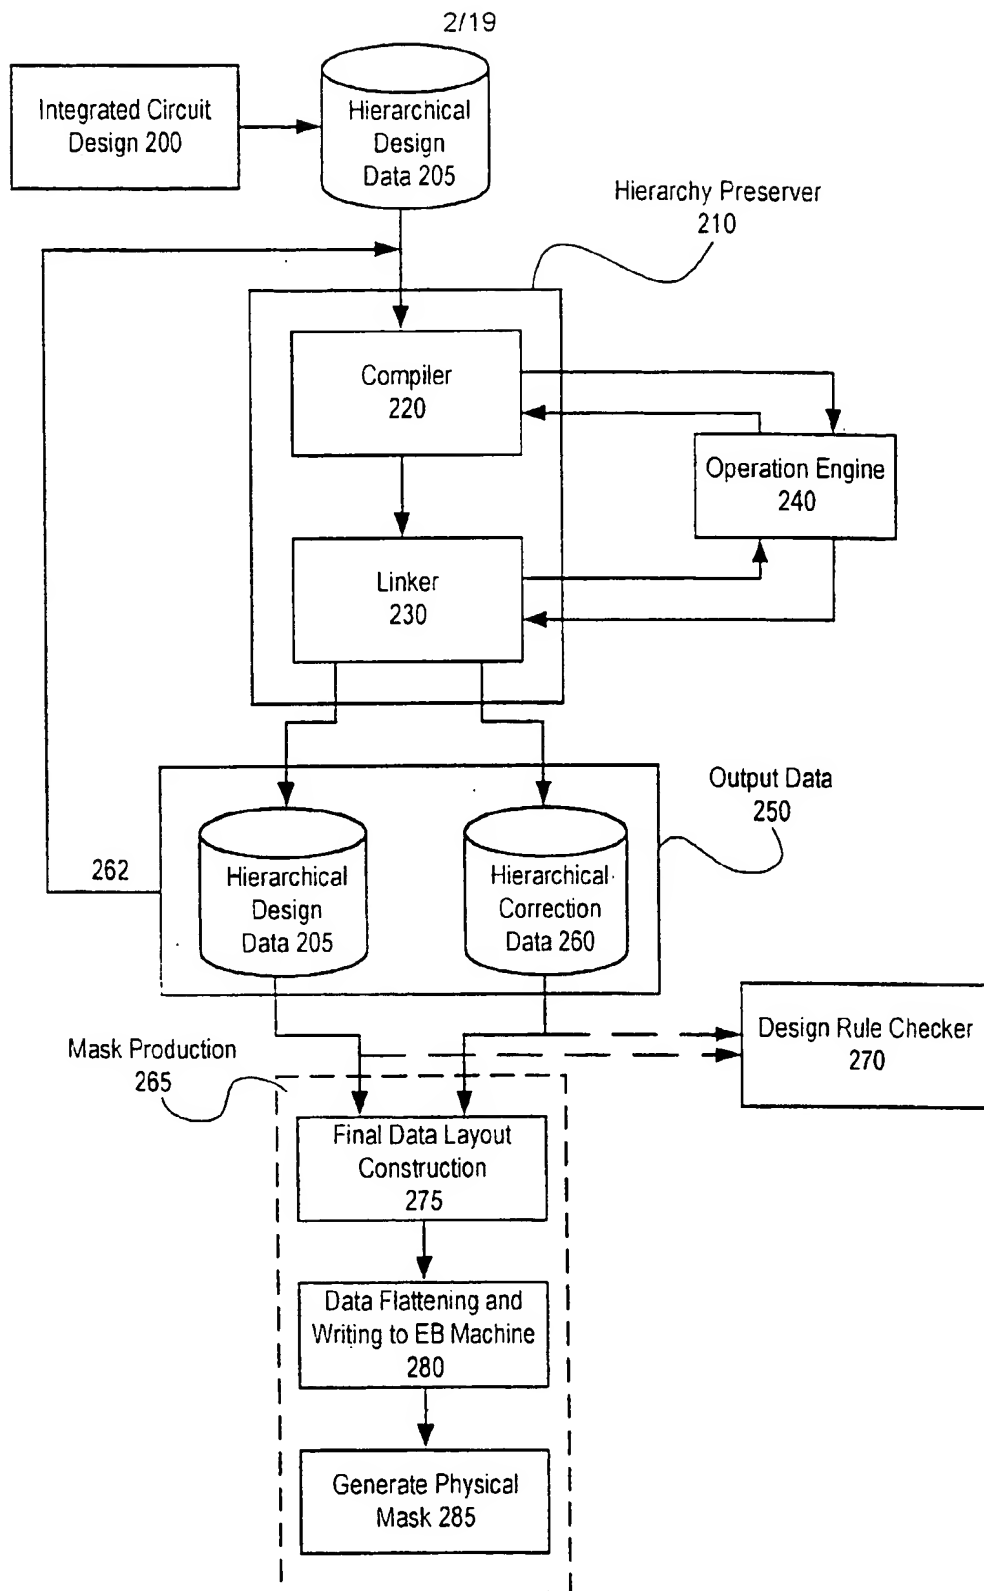 2/19
Integrated Circuit
Design 200
Hierarchical
Design
Data 205
Hierarchy Preserver
210
Compiler
220
Operation Engine
240
Linker
230
Output Data
250
262
Hierarchical
Design
Data 205
Hierarchical
Correction
Data 260
Mask Production
265
Design Rule Checker
270
Final Data Layout
Construction
275
Data Flattening and
Writing to EB Machine
280
Generate Physical
Mask 285